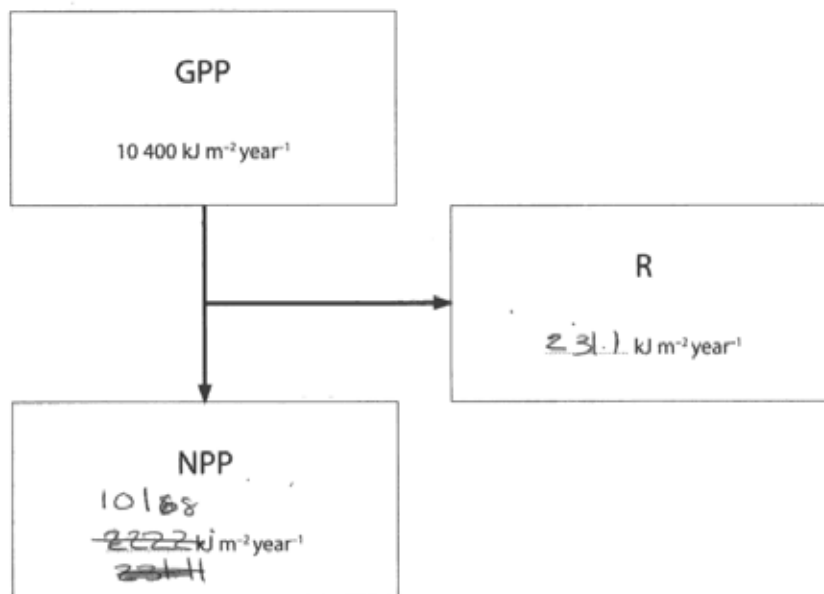 GPP
10 400 kJ m⁻² year⁻¹
R
231.1 kJ m⁻² year⁻¹
NPP
10168
2222 kJ m⁻² year⁻¹